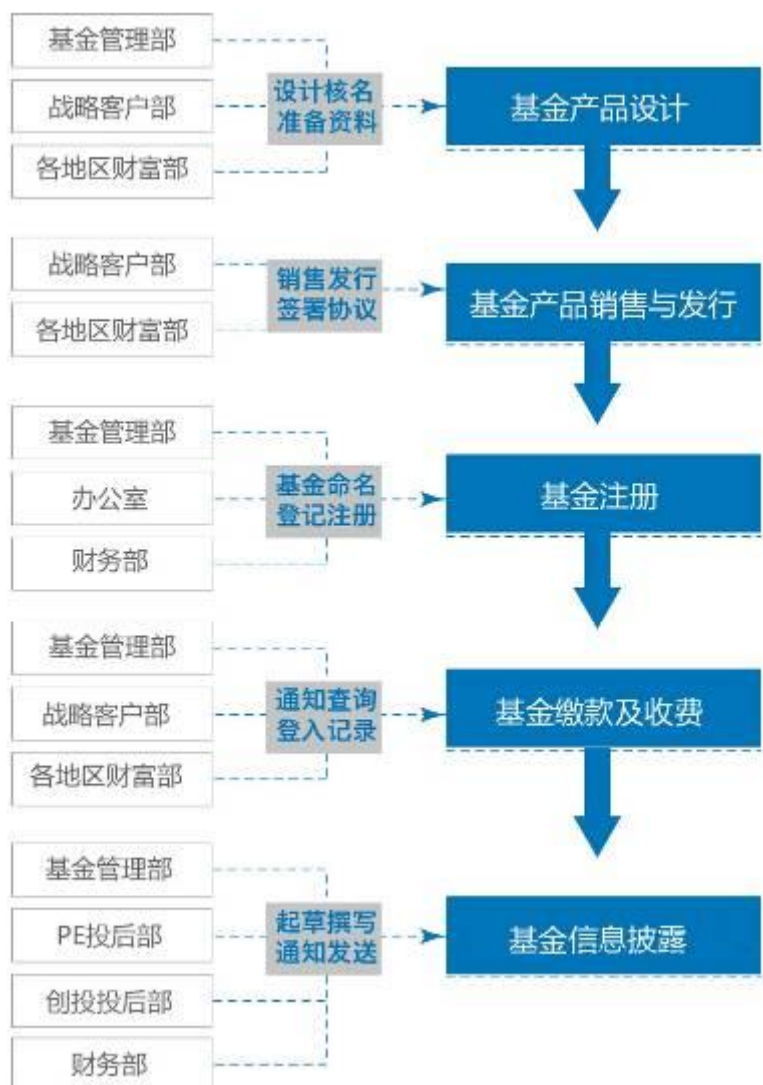 基金管理部
战略客户部
各地区财富部
设计核名
准备资料
基金产品设计
战略客户部
各地区财富部
销售发行
签署协议
基金产品销售与发行
基金管理部
办公室
财务部
基金命名
登记注册
基金注册
基金管理部
战略客户部
各地区财富部
通知查询
登入记录
基金缴款及收费
基金管理部
PE投后部
创投投后部
财务部
起草撰写
通知发送
基金信息披露